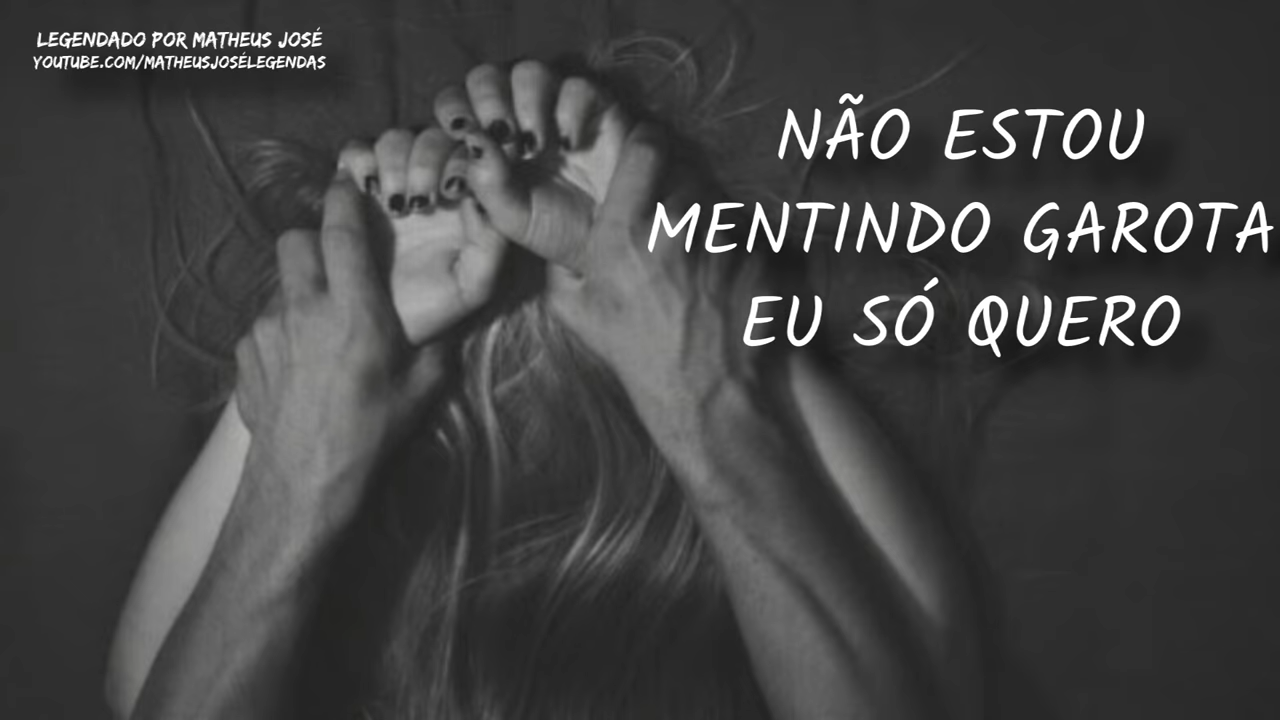 LEGENDADO POR MATHEUS JOSÉ
YOUTUBE.COM/MATHEUSJOSÉLEGENDAS
NÃO ESTOU
MENTINDO GAROTA
EU SÓ QUERO